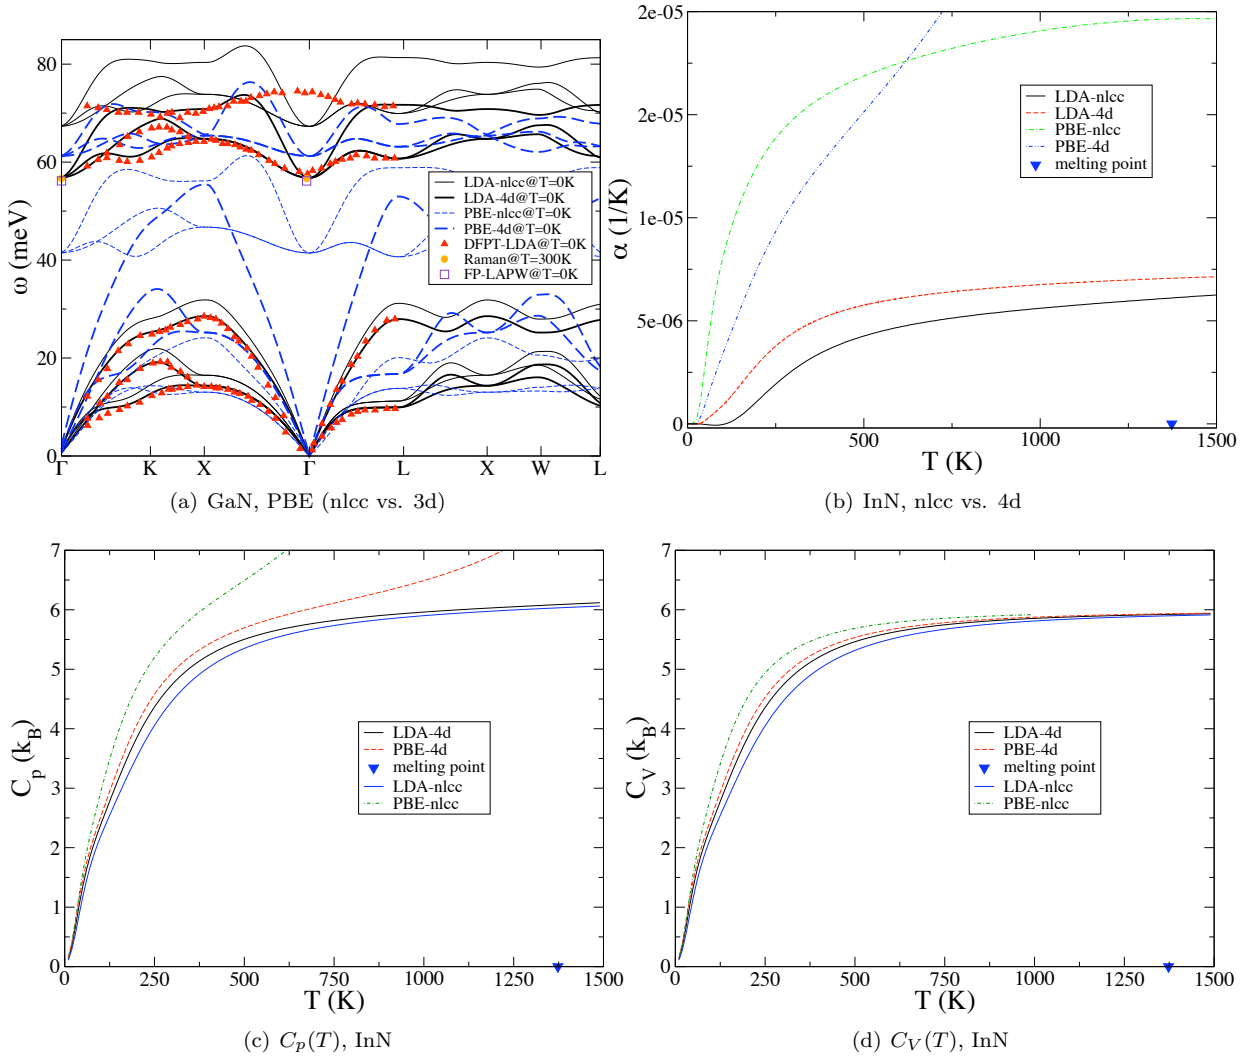 80
60
40
20
0
ω (meV)
Γ
K
X
Γ
L
X
W
L
LDA-nlcc@T=0K
LDA-4d@T=0K
PBE-nlcc@T=0K
PBE-4d@T=0K
DFPT-LDA@T=0K
Raman@T=300K
FP-LAPW@T=0K
(a) GaN, PBE (nlcc vs. 3d)
2e-05
2e-05
1e-05
5e-06
0
α (1/K)
0
500
1000
1500
T (K)
LDA-nlcc
LDA-4d
PBE-nlcc
PBE-4d
melting point
(b) InN, nlcc vs. 4d
7
6
5
4
3
2
1
0
C_p (k_B)
0
250
500
750
1000
1250
1500
T (K)
LDA-4d
PBE-4d
melting point
LDA-nlcc
PBE-nlcc
(c) C_p(T), InN
7
6
5
4
3
2
1
0
C_V (k_B)
0
250
500
750
1000
1250
1500
T (K)
LDA-4d
PBE-4d
melting point
LDA-nlcc
PBE-nlcc
(d) C_V(T), InN